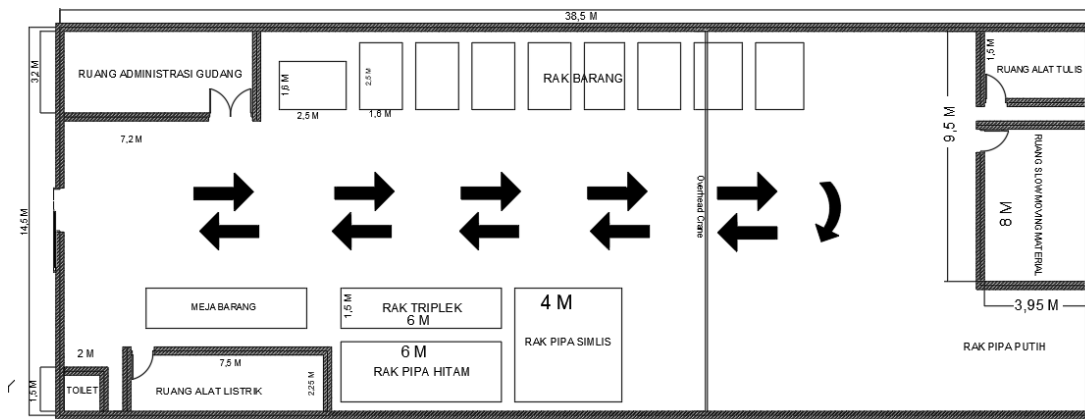 38,5 M
3,2 M
RUANG ADMINISTRASI GUDANG
1,6 M
2,5 M
2,5 M
1,6 M
RAK BARANG
1,5 M
RUANG ALAT TULIS
7,2 M
9,5 M
14,5 M
Overhead Crane
RUANG SLOW MOVING MATERIAL
8 M
3,95 M
MEJA BARANG
1,5 M
RAK TRIPLEK
6 M
4 M
RAK PIPA SIMLIS
6 M
RAK PIPA HITAM
RAK PIPA PUTIH
2 M
7,5 M
1,5 M
TOILET
RUANG ALAT LISTRIK
2,25 M